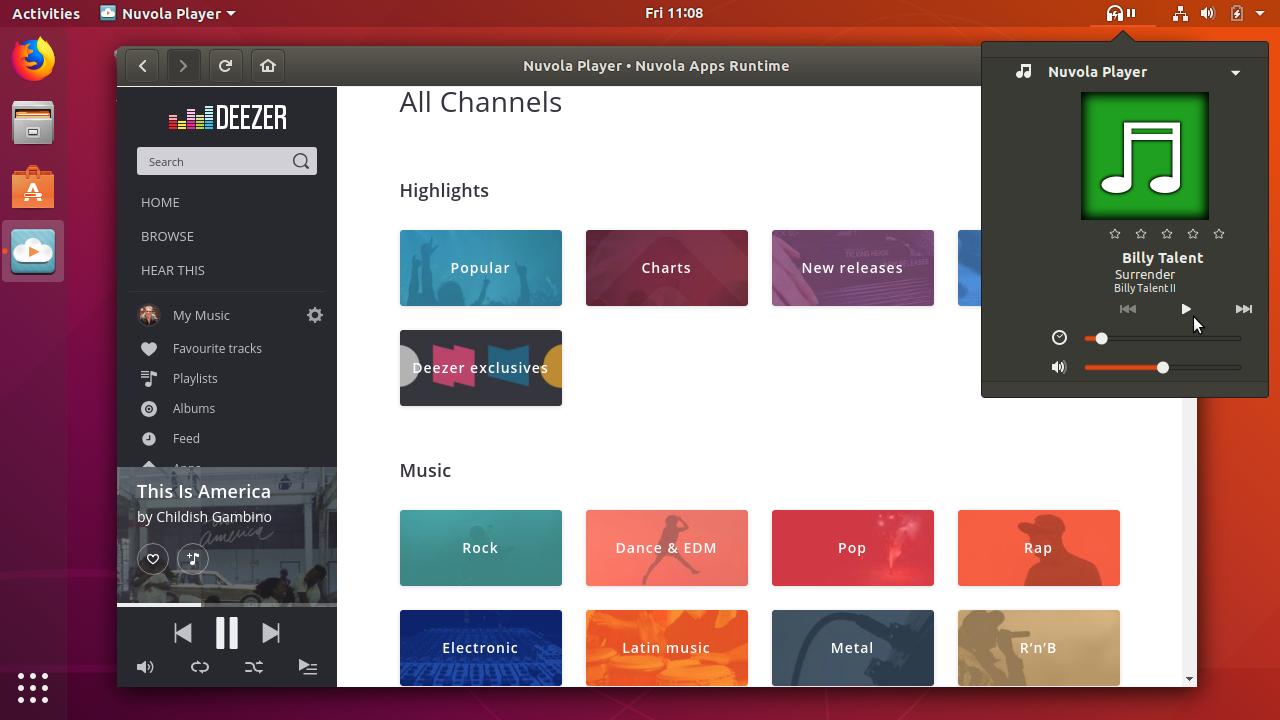 Activities
Nuvola Player
Fri 11:08
Nuvola Player • Nuvola Apps Runtime
DEEZER
Search
HOME
BROWSE
HEAR THIS
My Music
Favourite tracks
Playlists
Albums
Feed
Apps
This Is America
by Childish Gambino
america
All Channels
Highlights
Popular
Charts
New releases
Deezer exclusives
Music
Rock
Dance & EDM
Pop
Rap
Electronic
Latin music
Metal
R'n'B
Nuvola Player
Billy Talent
Surrender
Billy Talent II